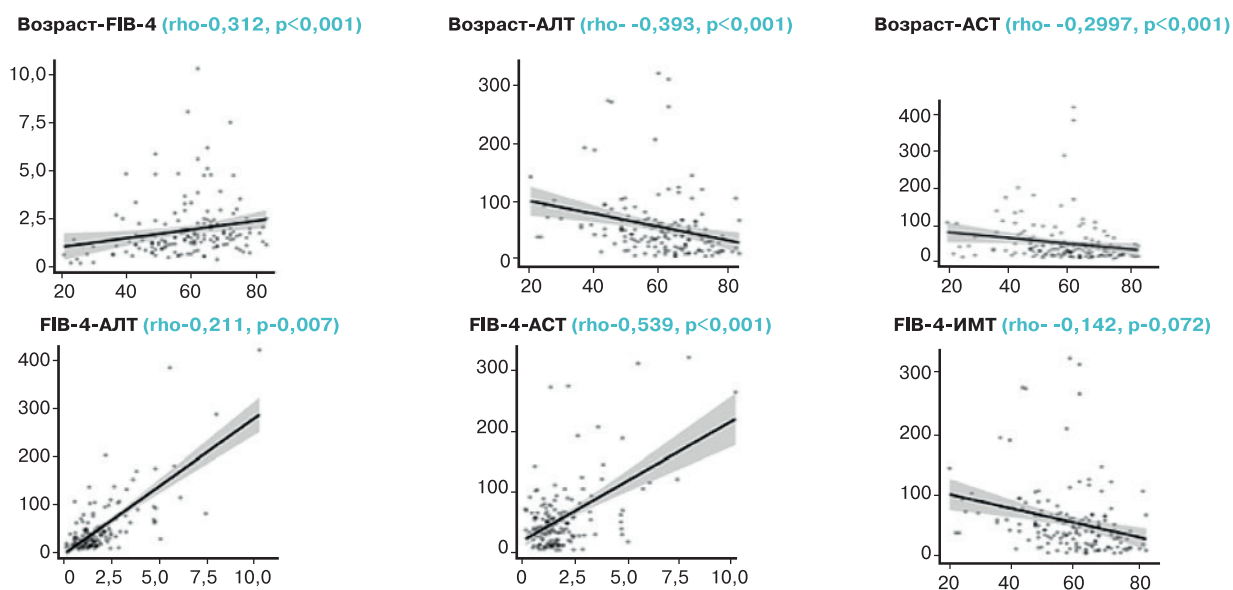 Возраст-FIB-4 (rho-0,312, p<0,001)
10,0
7,5
5,0
2,5
0
20 40 60 80
Возраст-АЛТ (rho- -0,393, p<0,001)
300
200
100
0
20 40 60 80
Возраст-АСТ (rho- -0,2997, p<0,001)
400
300
200
100
0
20 40 60 80
FIB-4-АЛТ (rho-0,211, p-0,007)
400
300
200
100
0
0 2,5 5,0 7,5 10,0
FIB-4-АСТ (rho-0,539, p<0,001)
300
200
100
0
0 2,5 5,0 7,5 10,0
FIB-4-ИМТ (rho- -0,142, p-0,072)
300
200
100
0
20 40 60 80